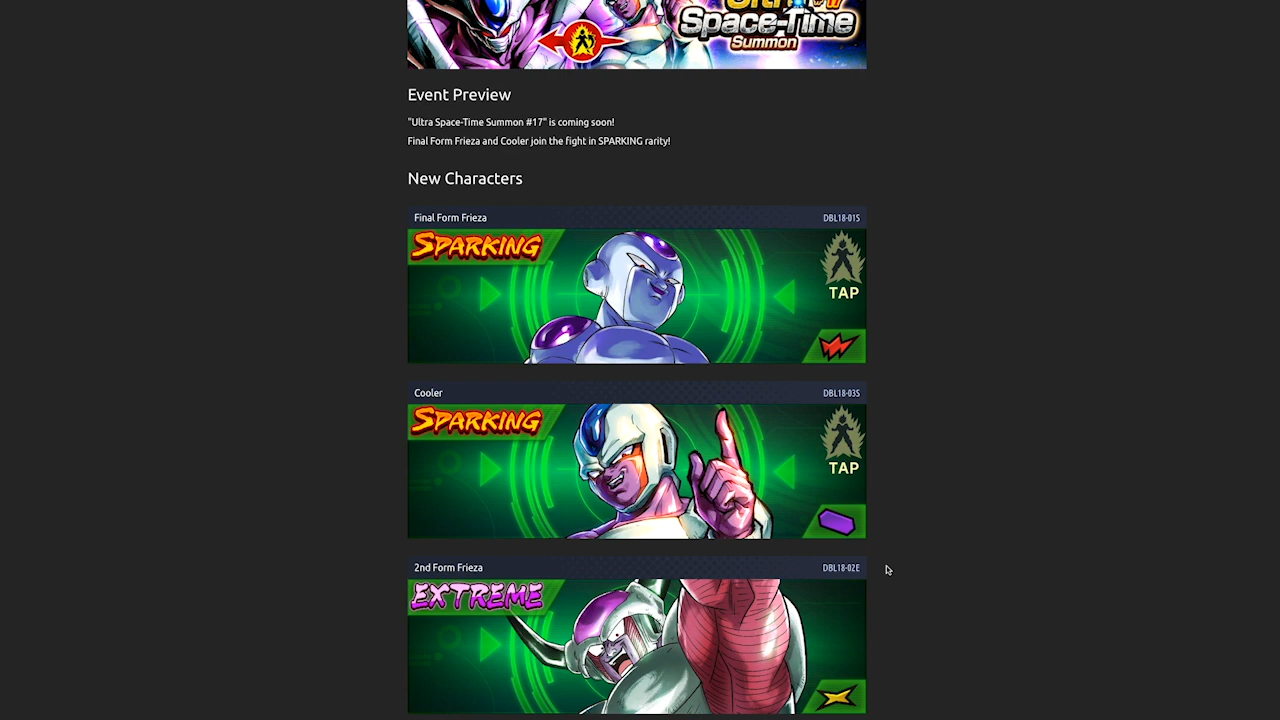 Space-Time
Summon
Event Preview
"Ultra Space-Time Summon #17" is coming soon!
Final Form Frieza and Cooler join the fight in SPARKING rarity!
New Characters
Final Form Frieza DBL18-01S
SPARKING
TAP
Cooler DBL18-03S
SPARKING
TAP
2nd Form Frieza DBL18-02E
EXTREME